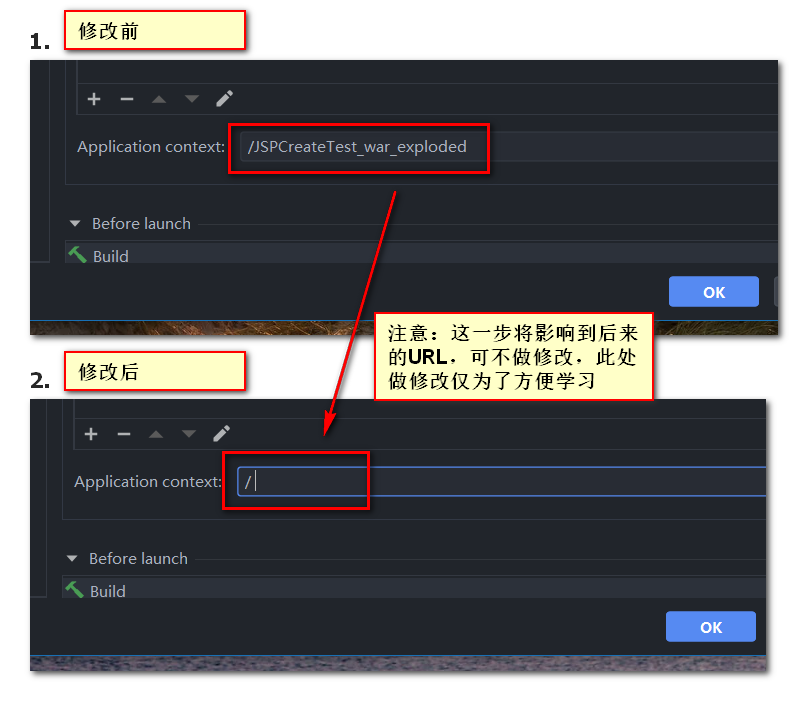 1.
修改前
Application context:
/JSPCreateTest_war_exploded
Before launch
Build
OK
注意：这一步将影响到后来
的URL，可不做修改，此处
做修改仅为了方便学习
2.
修改后
Application context:
/
Before launch
Build
OK